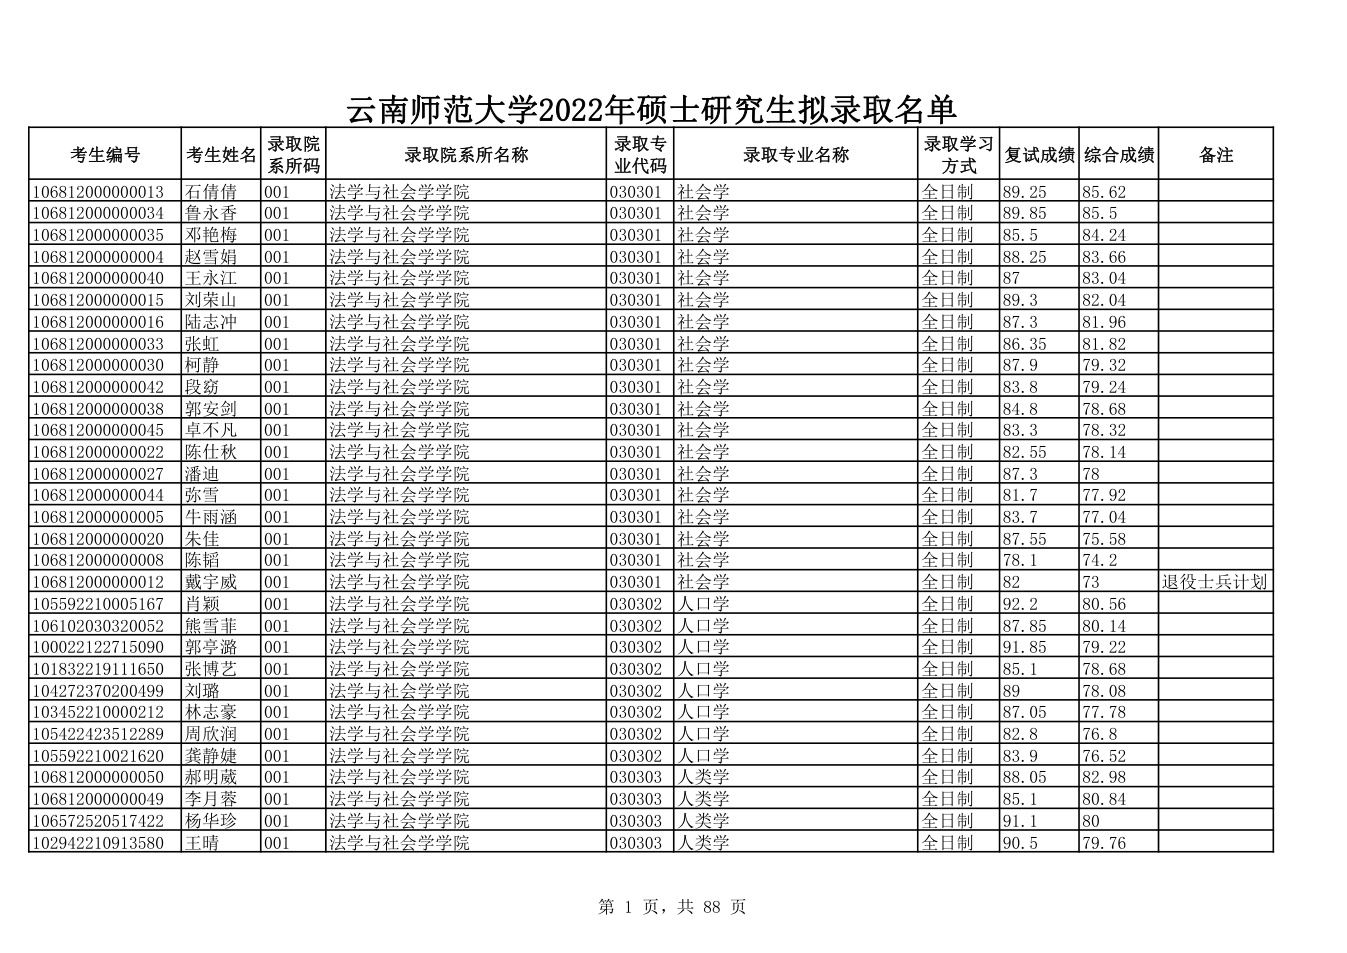 云南师范大学2022年硕士研究生拟录取名单
考生编号 考生姓名 录取院系所码 录取院系所名称 录取专业代码 录取专业名称 录取学习方式 复试成绩 综合成绩 备注
106812000000013 石倩倩 001 法学与社会学学院 030301 社会学 全日制 89.25 85.62
106812000000034 鲁永香 001 法学与社会学学院 030301 社会学 全日制 89.85 85.5
106812000000035 邓艳梅 001 法学与社会学学院 030301 社会学 全日制 85.5 84.24
106812000000004 赵雪娟 001 法学与社会学学院 030301 社会学 全日制 88.25 83.66
106812000000040 王永江 001 法学与社会学学院 030301 社会学 全日制 87 83.04
106812000000015 刘荣山 001 法学与社会学学院 030301 社会学 全日制 89.3 82.04
106812000000016 陆志冲 001 法学与社会学学院 030301 社会学 全日制 87.3 81.96
106812000000033 张虹 001 法学与社会学学院 030301 社会学 全日制 86.35 81.82
106812000000030 柯静 001 法学与社会学学院 030301 社会学 全日制 87.9 79.32
106812000000042 段窈 001 法学与社会学学院 030301 社会学 全日制 83.8 79.24
106812000000038 郭安剑 001 法学与社会学学院 030301 社会学 全日制 84.8 78.68
106812000000045 卓不凡 001 法学与社会学学院 030301 社会学 全日制 83.3 78.32
106812000000022 陈仕秋 001 法学与社会学学院 030301 社会学 全日制 82.55 78.14
106812000000027 潘迪 001 法学与社会学学院 030301 社会学 全日制 87.3 78
106812000000044 弥雪 001 法学与社会学学院 030301 社会学 全日制 81.7 77.92
106812000000005 牛雨涵 001 法学与社会学学院 030301 社会学 全日制 83.7 77.04
106812000000020 朱佳 001 法学与社会学学院 030301 社会学 全日制 87.55 75.58
106812000000008 陈韬 001 法学与社会学学院 030301 社会学 全日制 78.1 74.2
106812000000012 戴宇威 001 法学与社会学学院 030301 社会学 全日制 82 73 退役士兵计划
105592210005167 肖颖 001 法学与社会学学院 030302 人口学 全日制 92.2 80.56
106102030320052 熊雪菲 001 法学与社会学学院 030302 人口学 全日制 87.85 80.14
100022122715090 郭亭潞 001 法学与社会学学院 030302 人口学 全日制 91.85 79.22
101832219111650 张博艺 001 法学与社会学学院 030302 人口学 全日制 85.1 78.68
104272370200499 刘璐 001 法学与社会学学院 030302 人口学 全日制 89 78.08
103452210000212 林志豪 001 法学与社会学学院 030302 人口学 全日制 87.05 77.78
105422423512289 周欣润 001 法学与社会学学院 030302 人口学 全日制 82.8 76.8
105592210021620 龚静婕 001 法学与社会学学院 030302 人口学 全日制 83.9 76.52
106812000000050 郝明葳 001 法学与社会学学院 030303 人类学 全日制 88.05 82.98
106812000000049 李月蓉 001 法学与社会学学院 030303 人类学 全日制 85.1 80.84
106572520517422 杨华珍 001 法学与社会学学院 030303 人类学 全日制 91.1 80
102942210913580 王晴 001 法学与社会学学院 030303 人类学 全日制 90.5 79.76
第 1 页，共 88 页